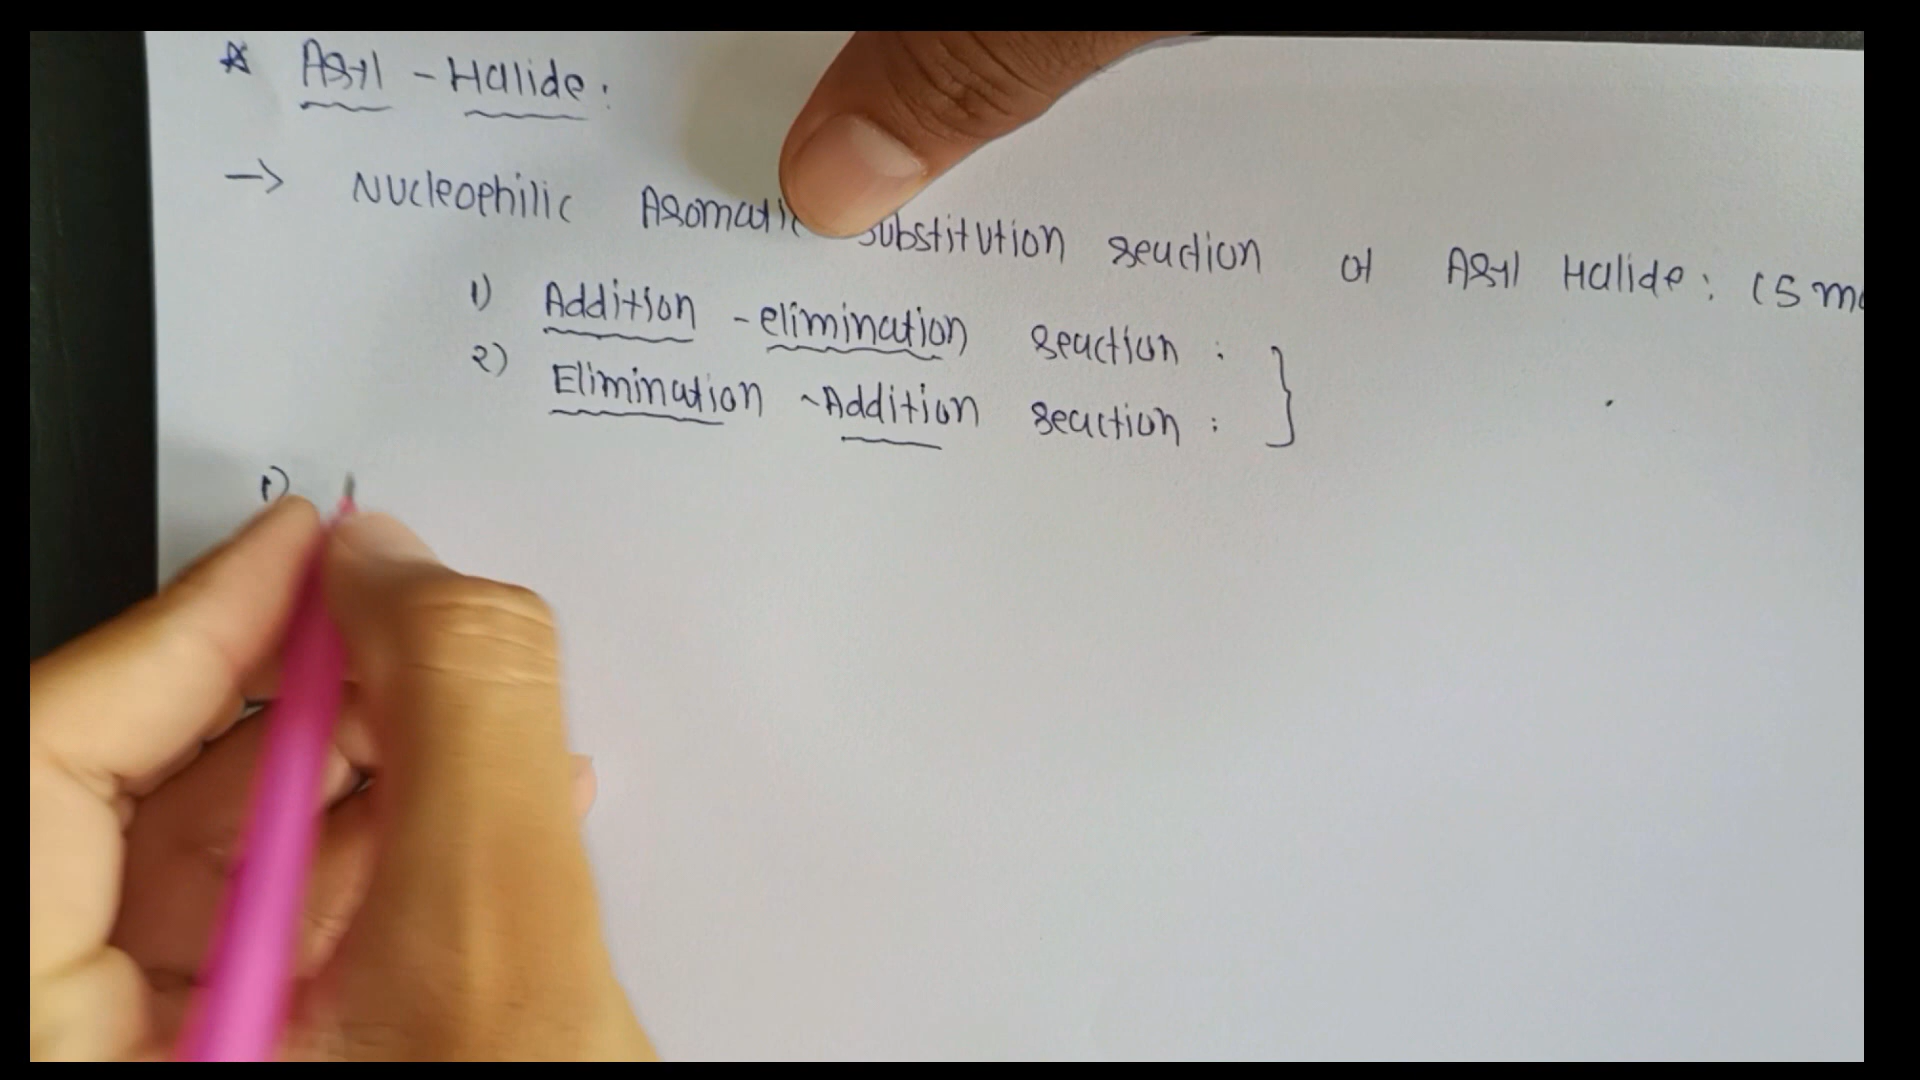 Aryl - Halide :
→ Nucleophilic Aromatic Substitution reaction of Aryl Halide : (5 m
1) Addition - elimination reaction :
2) Elimination - Addition reaction :
1)